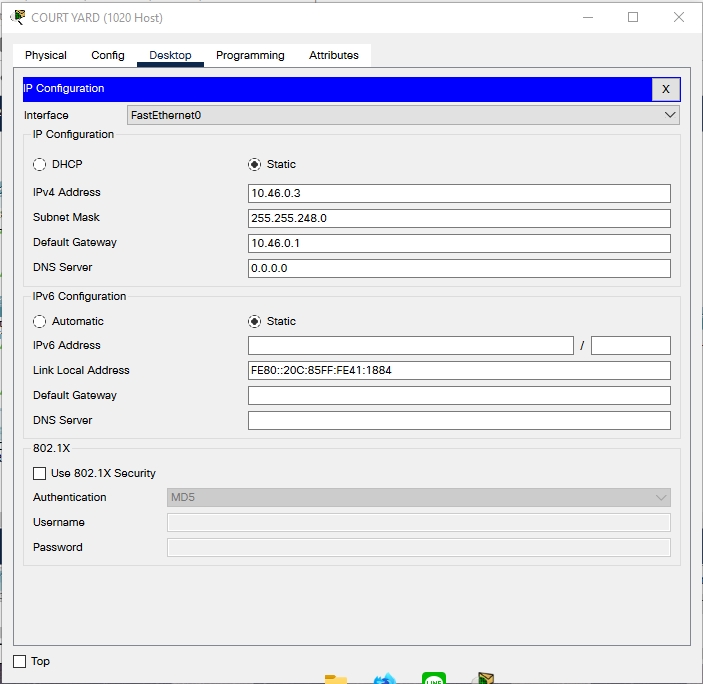 COURT YARD (1020 Host)
Physical Config Desktop Programming Attributes
IP Configuration X
Interface FastEthernet0
IP Configuration
DHCP Static
IPv4 Address 10.46.0.3
Subnet Mask 255.255.248.0
Default Gateway 10.46.0.1
DNS Server 0.0.0.0
IPv6 Configuration
Automatic Static
IPv6 Address /
Link Local Address FE80::20C:85FF:FE41:1884
Default Gateway
DNS Server
802.1X
Use 802.1X Security
Authentication MD5
Username
Password
Top
LINE